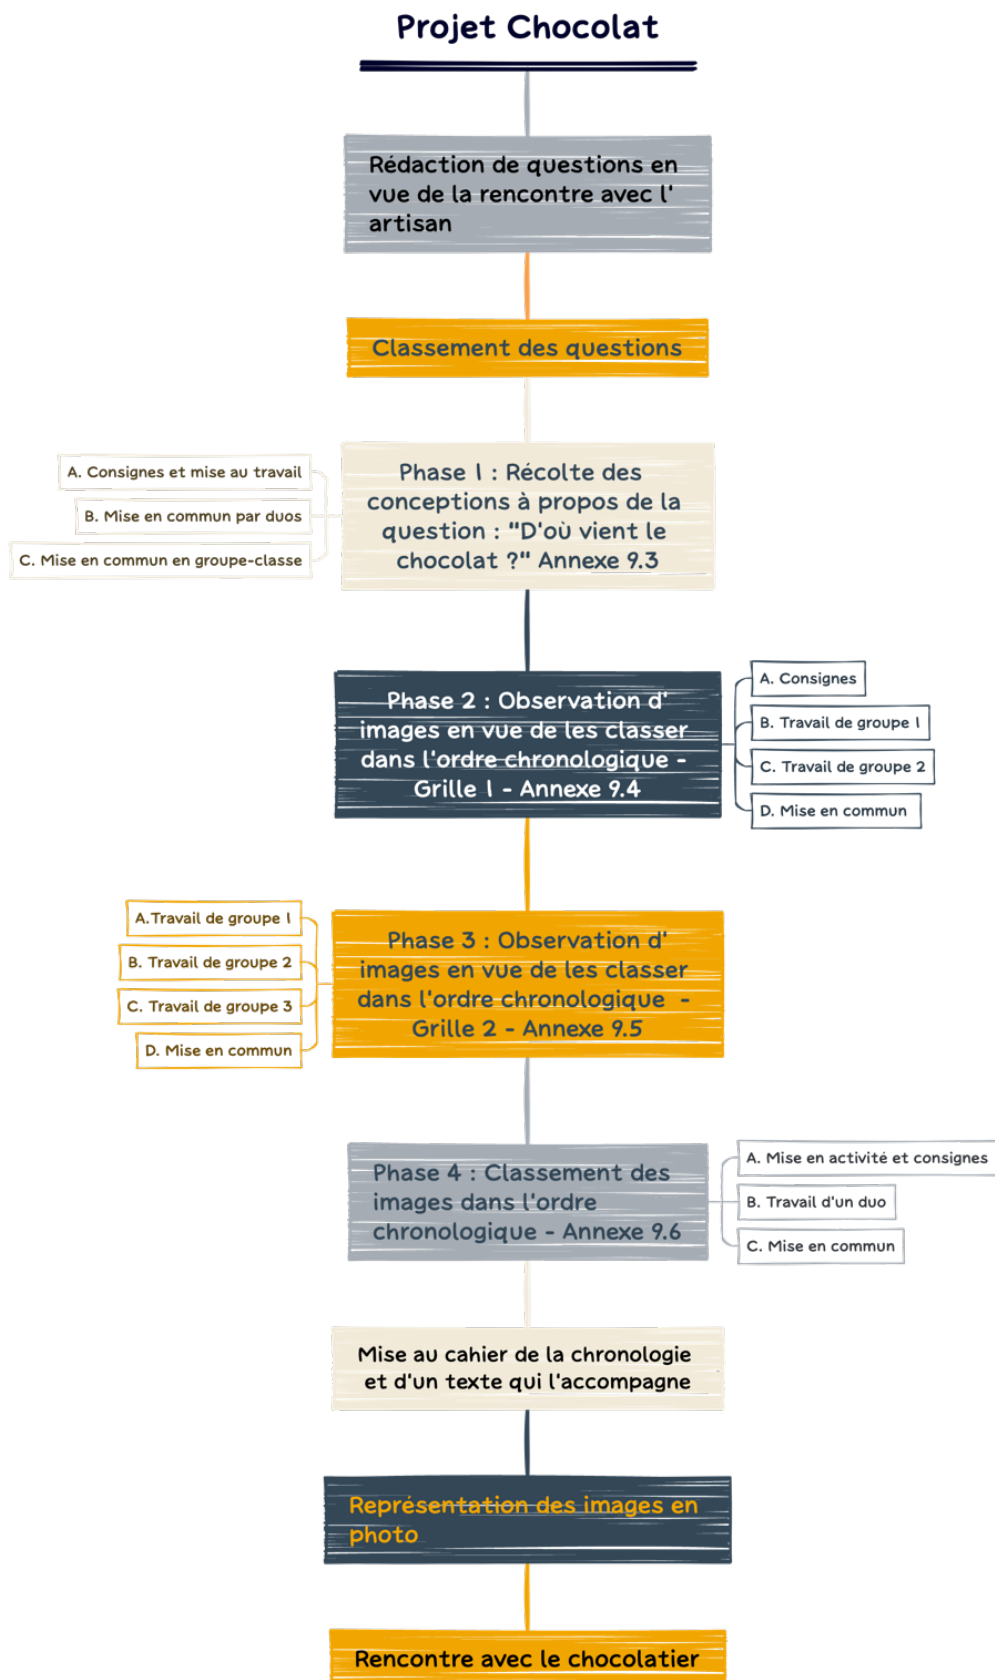 Projet Chocolat
Rédaction de questions en
vue de la rencontre avec l'
artisan
Classement des questions
Phase 1 : Récolte des
conceptions à propos de la
question : "D'où vient le
chocolat ?" Annexe 9.3
A. Consignes et mise au travail
B. Mise en commun par duos
C. Mise en commun en groupe-classe
Phase 2 : Observation d'
images en vue de les classer
dans l'ordre chronologique -
Grille 1 - Annexe 9.4
A. Consignes
B. Travail de groupe 1
C. Travail de groupe 2
D. Mise en commun
Phase 3 : Observation d'
images en vue de les classer
dans l'ordre chronologique -
Grille 2 - Annexe 9.5
A.Travail de groupe 1
B. Travail de groupe 2
C. Travail de groupe 3
D. Mise en commun
Phase 4 : Classement des
images dans l'ordre
chronologique - Annexe 9.6
A. Mise en activité et consignes
B. Travail d'un duo
C. Mise en commun
Mise au cahier de la chronologie
et d'un texte qui l'accompagne
Représentation des images en
photo
Rencontre avec le chocolatier